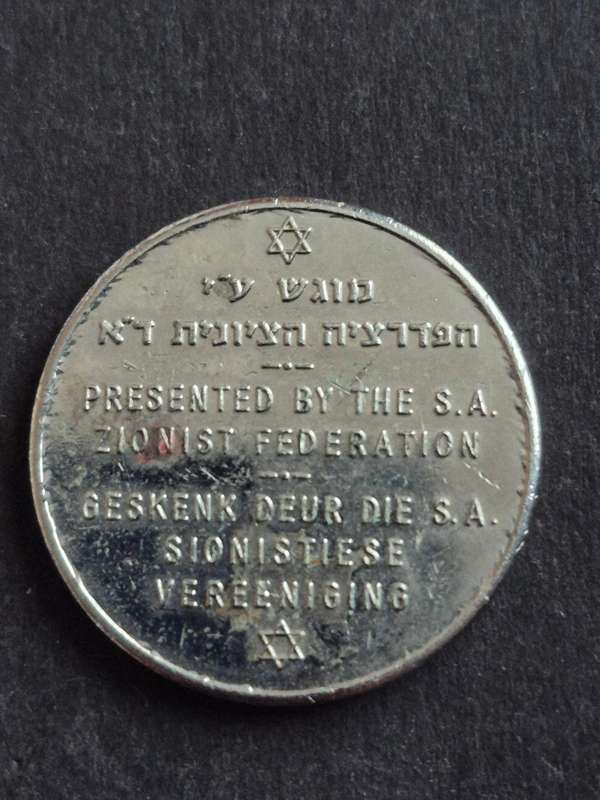 מוגש ע"י
הפדרציה הציונית ד"א
PRESENTED BY THE S.A.
ZIONIST FEDERATION
GESKENK DEUR DIE S.A.
SIONISTIESE
VEREENIGING